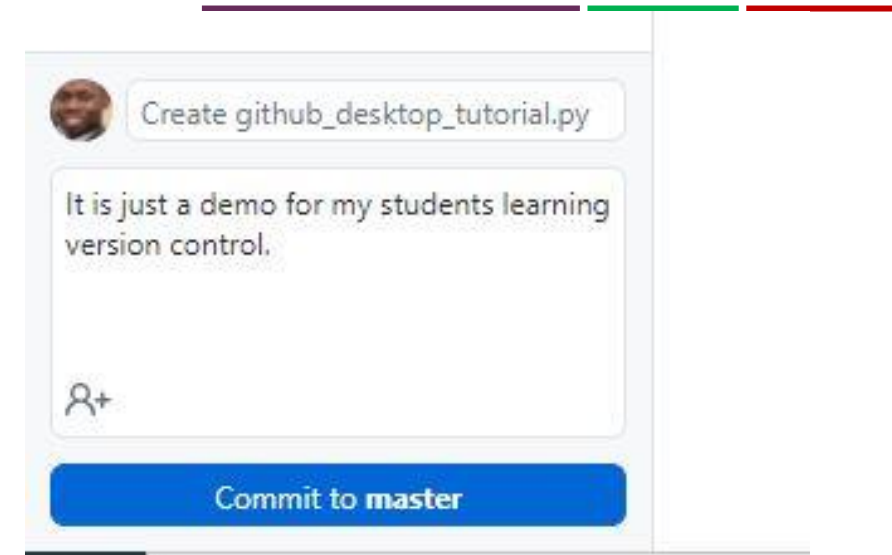 Create github_desktop_tutorial.py
It is just a demo for my students learning
version control.
Commit to master